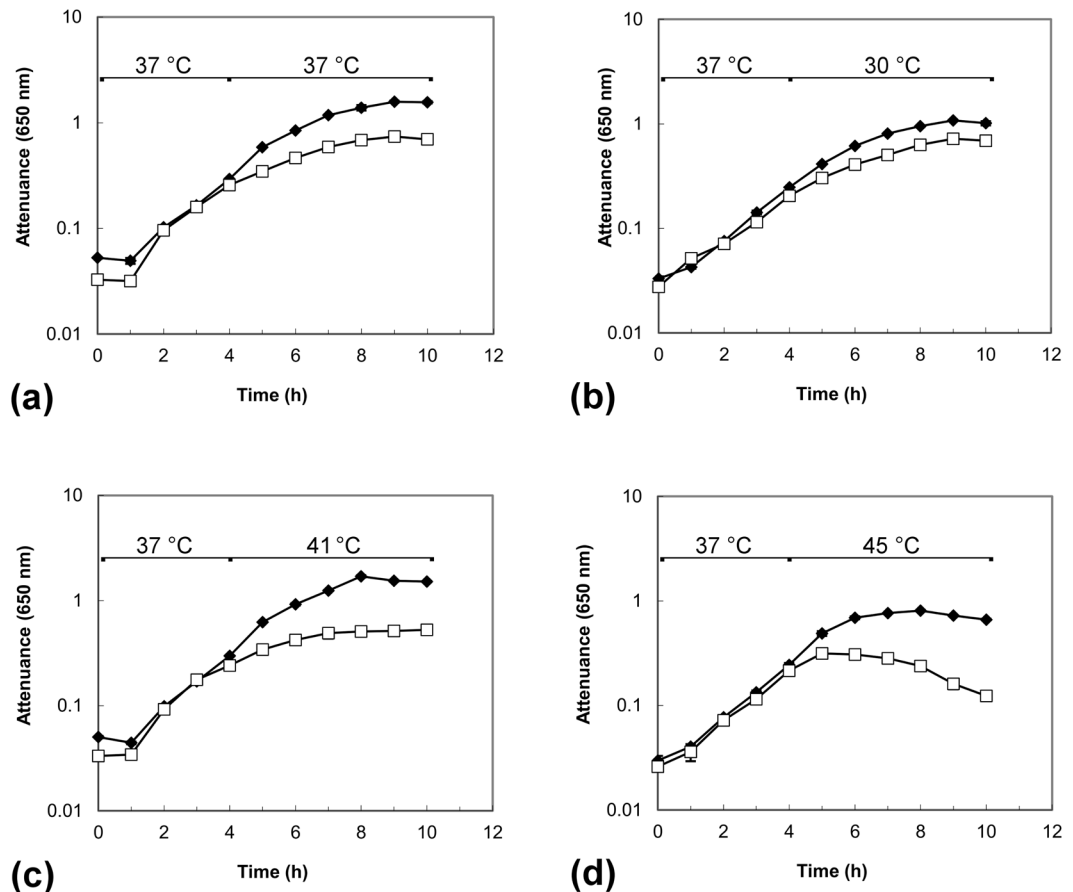 10
37 °C 37 °C
1
0.1
0.01
Attenuance (650 nm)
0 2 4 6 8 10 12
Time (h)
(a)
10
37 °C 30 °C
1
0.1
0.01
Attenuance (650 nm)
0 2 4 6 8 10 12
Time (h)
(b)
10
37 °C 41 °C
1
0.1
0.01
Attenuance (650 nm)
0 2 4 6 8 10 12
Time (h)
(c)
10
37 °C 45 °C
1
0.1
0.01
Attenuance (650 nm)
0 2 4 6 8 10 12
Time (h)
(d)